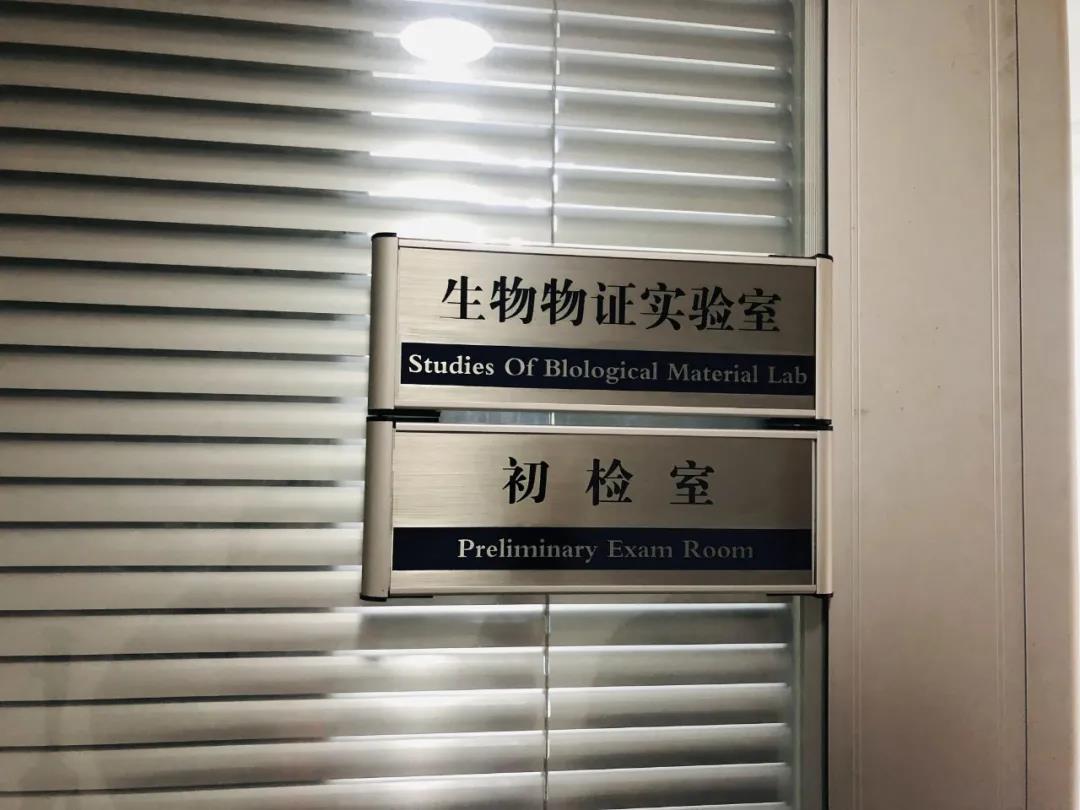 生物物证实验室
Studies Of Blological Material Lab
初检室
Preliminary Exam Room